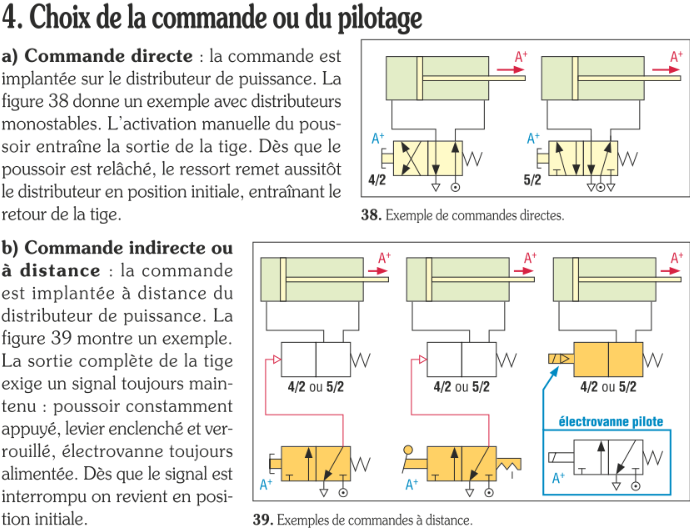 4. Choix de la commande ou du pilotage
a) Commande directe : la commande est
implantée sur le distributeur de puissance. La
figure 38 donne un exemple avec distributeurs
monostables. L'activation manuelle du pous-
soir entraîne la sortie de la tige. Dès que le
poussoir est relâché, le ressort remet aussitôt
le distributeur en position initiale, entraînant le
retour de la tige.
A+
A+
A+
A+
4/2
5/2
38. Exemple de commandes directes.
b) Commande indirecte ou
à distance : la commande
est implantée à distance du
distributeur de puissance. La
figure 39 montre un exemple.
La sortie complète de la tige
exige un signal toujours main-
tenu : poussoir constamment
appuyé, levier enclenché et ver-
rouillé, électrovanne toujours
alimentée. Dès que le signal est
interrompu on revient en posi-
tion initiale.
A+
A+
A+
4/2 ou 5/2
4/2 ou 5/2
4/2 ou 5/2
électrovanne pilote
A+
A+
A+
39. Exemples de commandes à distance.